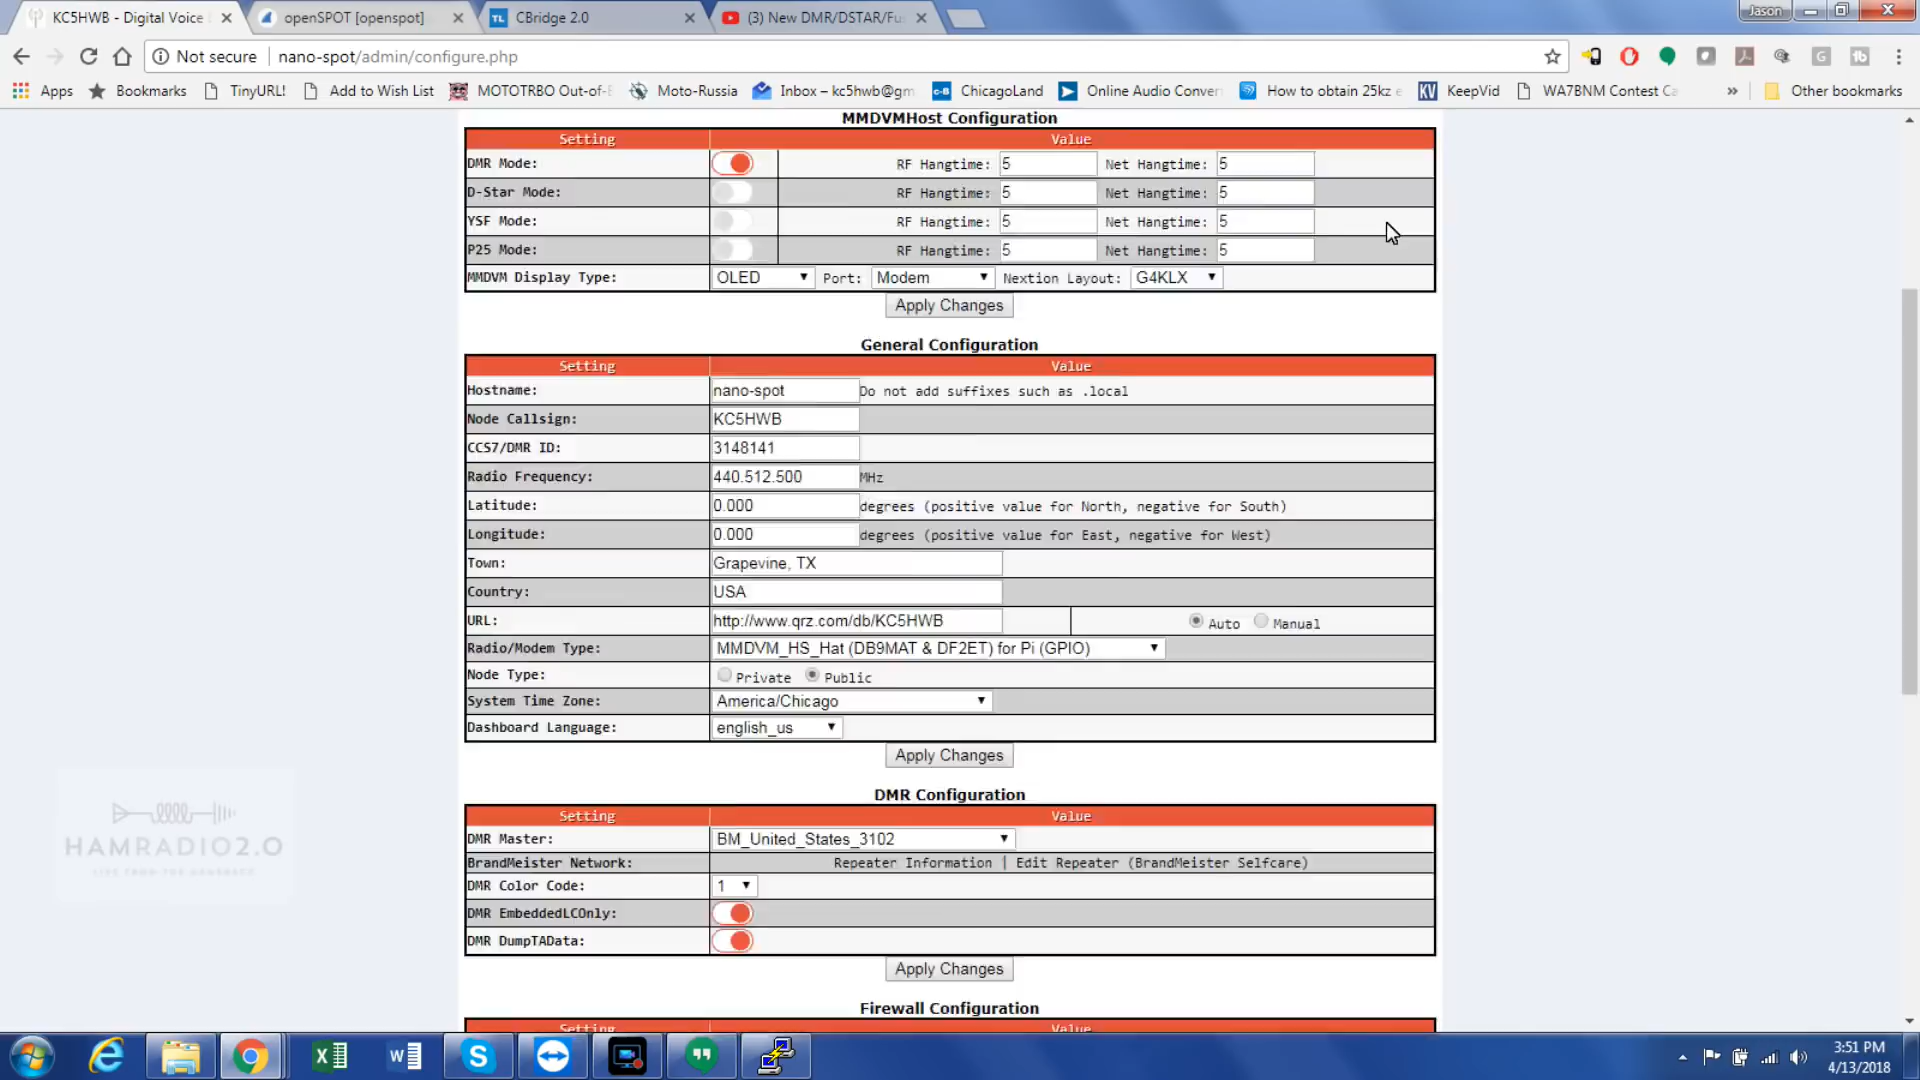 KC5HWB - Digital Voice
openSPOT [openspot]
CBridge 2.0
(3) New DMR/DSTAR/Fu
Jason
Not secure
nano-spot/admin/configure.php
Apps
Bookmarks
TinyURL!
Add to Wish List
MOTOTRBO Out-of-
Moto-Russia
Inbox – kc5hwb@gm
ChicagoLand
Online Audio Conver
How to obtain 25kz e
KeepVid
WA7BNM Contest Ca
»
Other bookmarks
MMDVMHost Configuration
Setting Value
DMR Mode: RF Hangtime: 5 Net Hangtime: 5
D-Star Mode: RF Hangtime: 5 Net Hangtime: 5
YSF Mode: RF Hangtime: 5 Net Hangtime: 5
P25 Mode: RF Hangtime: 5 Net Hangtime: 5
MMDVM Display Type: OLED Port: Modem Nextion Layout: G4KLX
Apply Changes
General Configuration
Setting Value
Hostname: nano-spot Do not add suffixes such as .local
Node Callsign: KC5HWB
CCS7/DMR ID: 3148141
Radio Frequency: 440.512.500 MHz
Latitude: 0.000 degrees (positive value for North, negative for South)
Longitude: 0.000 degrees (positive value for East, negative for West)
Town: Grapevine, TX
Country: USA
URL: http://www.qrz.com/db/KC5HWB Auto Manual
Radio/Modem Type: MMDVM_HS_Hat (DB9MAT & DF2ET) for Pi (GPIO)
Node Type: Private Public
System Time Zone: America/Chicago
Dashboard Language: english_us
Apply Changes
DMR Configuration
Setting Value
DMR Master: BM_United_States_3102
BrandMeister Network: Repeater Information | Edit Repeater (BrandMeister Selfcare)
DMR Color Code: 1
DMR EmbeddedLCOnly:
DMR DumpTAData:
Apply Changes
Firewall Configuration
Setting Value
HAMRADIO2.0
3:51 PM
4/13/2018